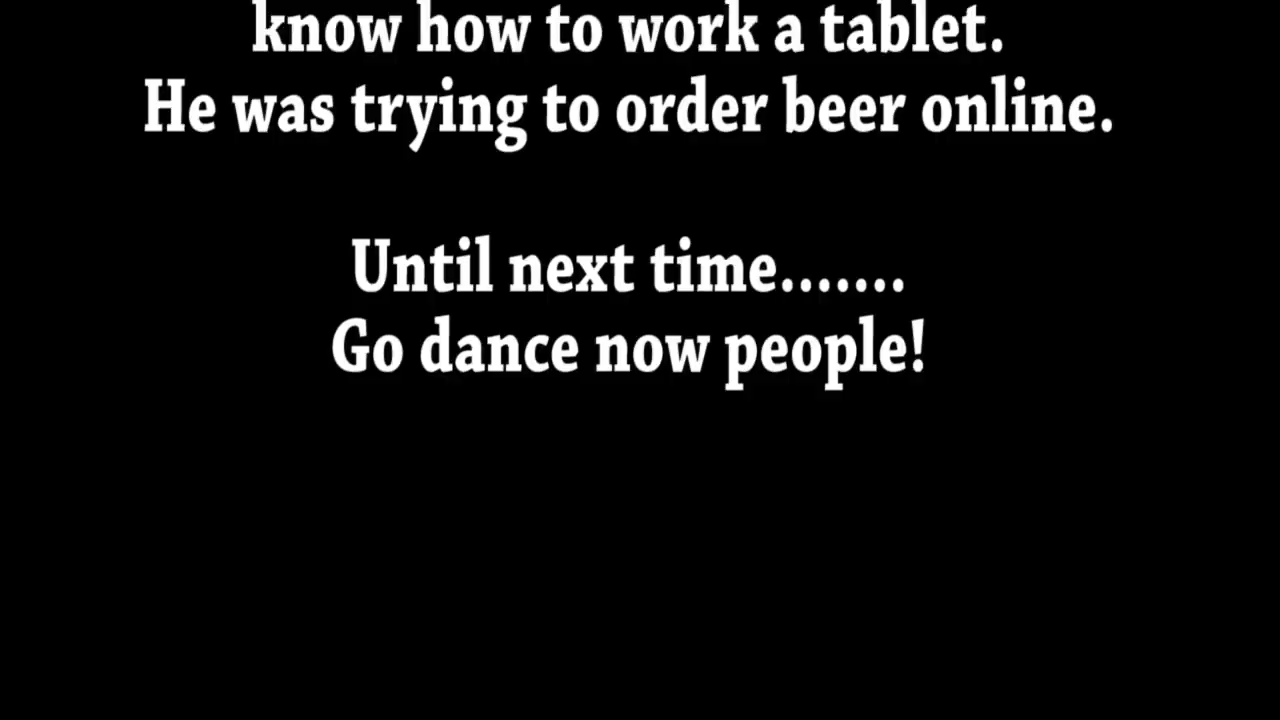 know how to work a tablet.
He was trying to order beer online.
Until next time.......
Go dance now people!